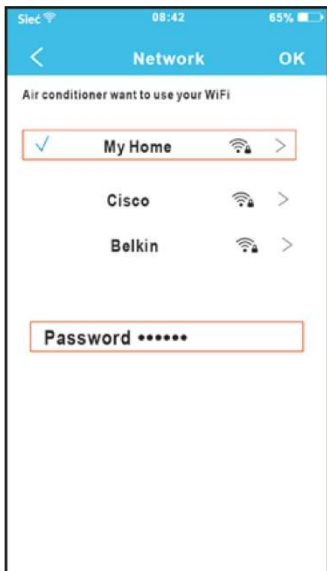 Sieć 08:42 65%
Network OK
Air conditioner want to use your WiFi
My Home
Cisco
Belkin
Password ••••••